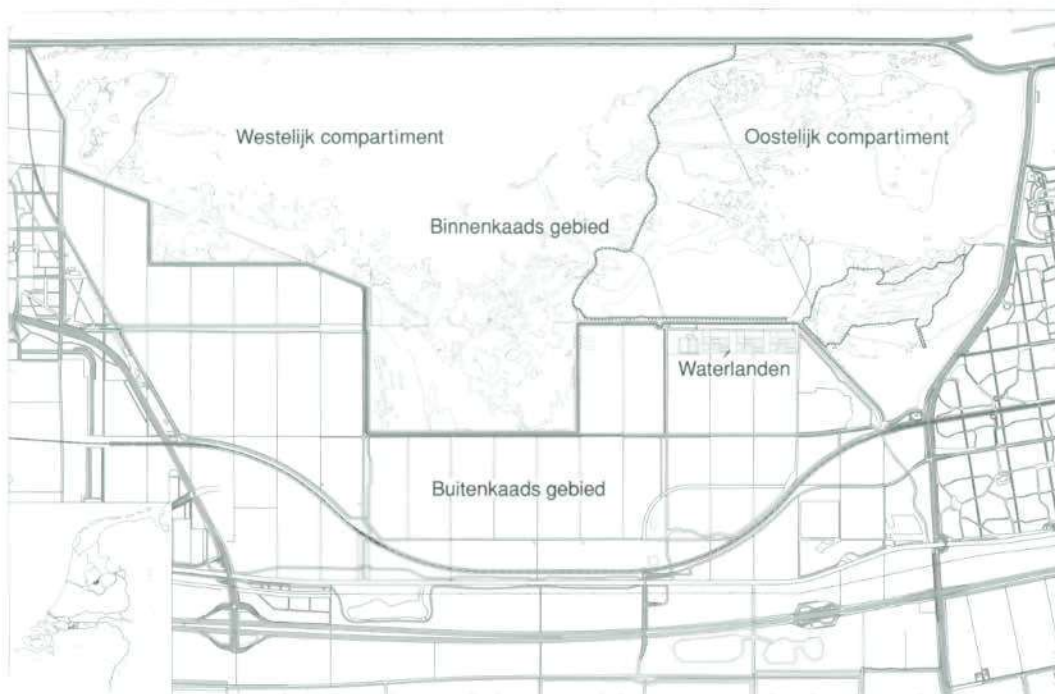 Westelijk compartiment
Oostelijk compartiment
Binnenkaads gebied
Waterlanden
Buitenkaads gebied